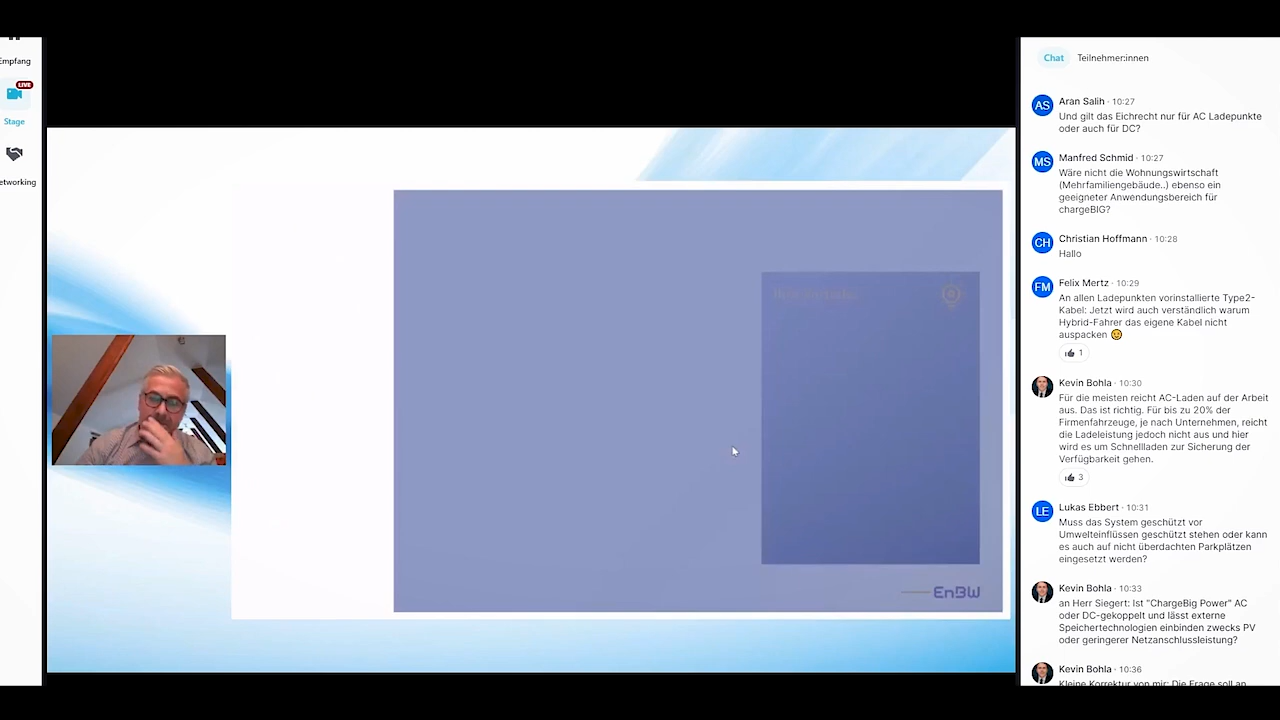 Empfang
LIVE
Stage
etworking
EnBW
Chat Teilnehmer:innen
AS
Aran Salih · 10:27
Und gilt das Eichrecht nur für AC Ladepunkte
oder auch für DC?
MS
Manfred Schmid · 10:27
Wäre nicht die Wohnungswirtschaft
(Mehrfamiliengebäude..) ebenso ein
geeigneter Anwendungsbereich für
chargeBIG?
CH
Christian Hoffmann · 10:28
Hallo
FM
Felix Mertz · 10:29
An allen Ladepunkten vorinstallierte Type2-
Kabel: Jetzt wird auch verständlich warum
Hybrid-Fahrer das eigene Kabel nicht
auspacken 😉
1
Kevin Bohla · 10:30
Für die meisten reicht AC-Laden auf der Arbeit
aus. Das ist richtig. Für bis zu 20% der
Firmenfahrzeuge, je nach Unternehmen, reicht
die Ladeleistung jedoch nicht aus und hier
wird es um Schnellladen zur Sicherung der
Verfügbarkeit gehen.
3
LE
Lukas Ebbert · 10:31
Muss das System geschützt vor
Umwelteinflüssen geschützt stehen oder kann
es auch auf nicht überdachten Parkplätzen
eingesetzt werden?
Kevin Bohla · 10:33
an Herr Siegert: Ist "ChargeBig Power" AC
oder DC-gekoppelt und lässt externe
Speichertechnologien einbinden zwecks PV
oder geringerer Netzanschlussleistung?
Kevin Bohla · 10:36
Kleine Korrektur von mir: Die Frage soll an